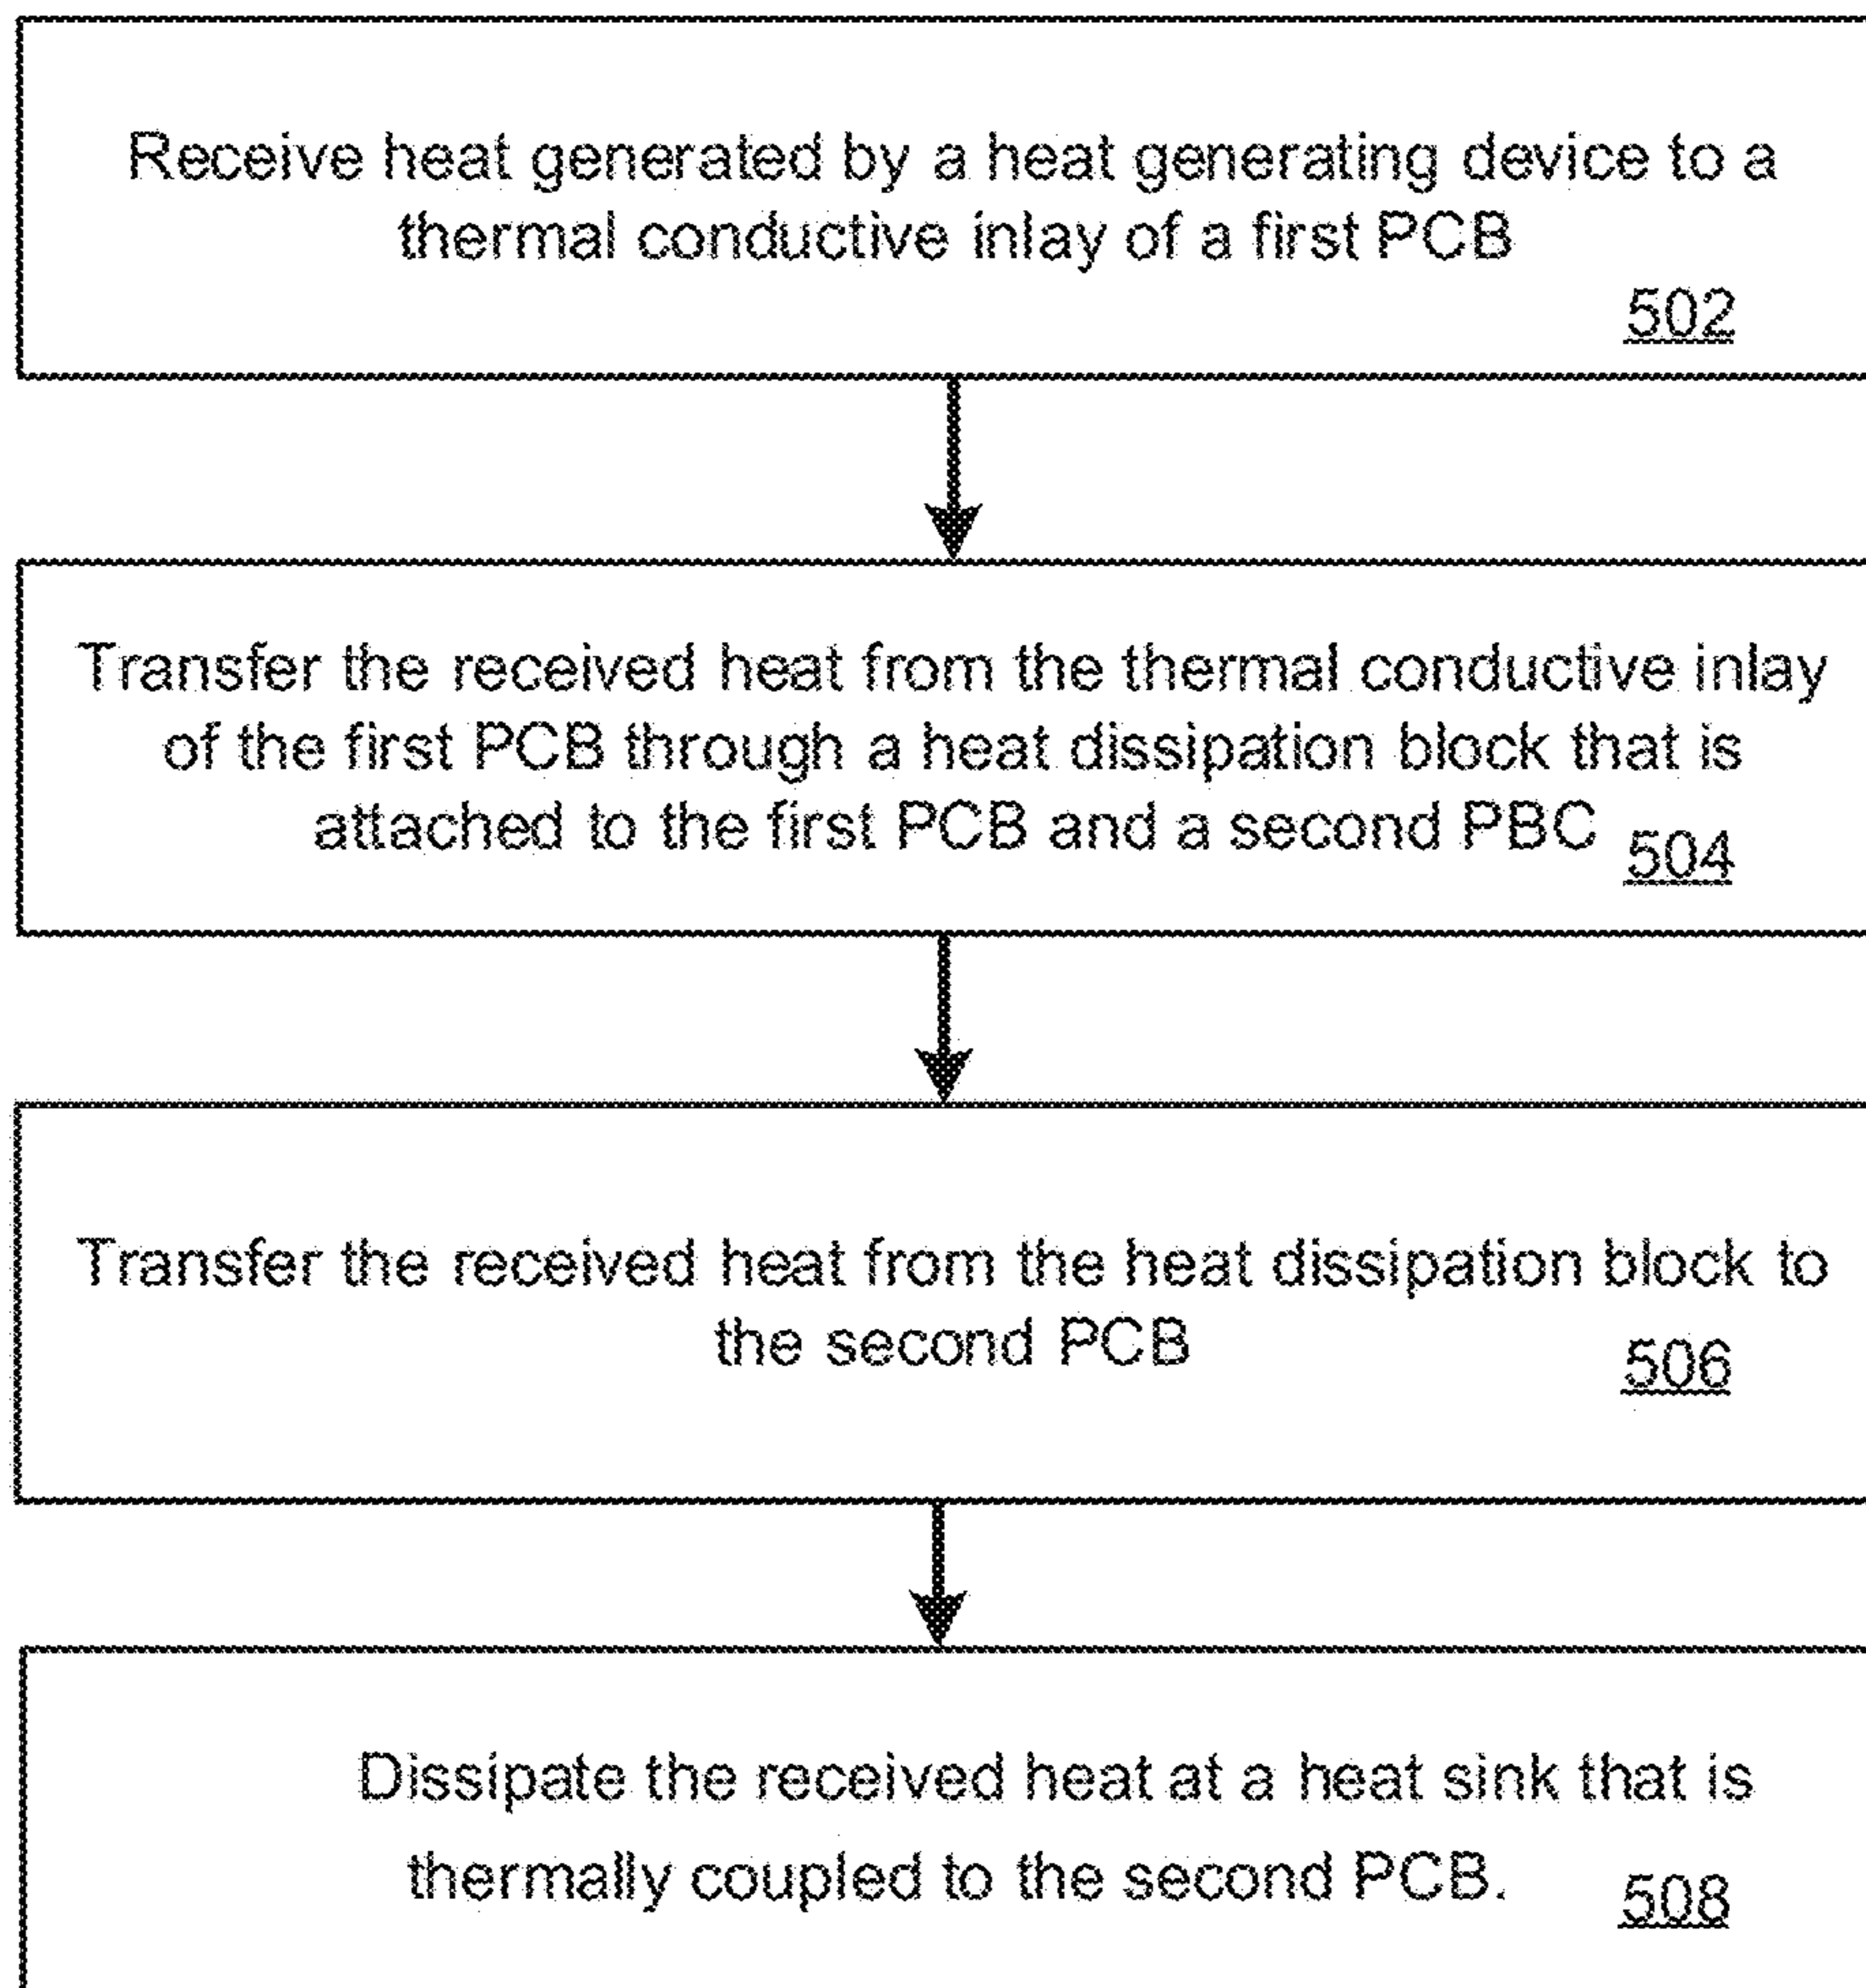 Receive heat generated by a heat generating device to a
thermal conductive inlay of a first PCB
502
Transfer the received heat from the thermal conductive inlay
of the first PCB through a heat dissipation block that is
attached to the first PCB and a second PBC 504
Transfer the received heat from the heat dissipation block to
the second PCB
506
Dissipate the received heat at a heat sink that is
thermally coupled to the second PCB.
508